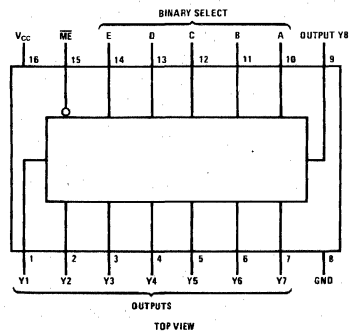 BINARY SELECT
VCC ME E D C B A OUTPUT Y8
16 15 14 13 12 11 10 9
1 2 3 4 5 6 7 8
Y1 Y2 Y3 Y4 Y5 Y6 Y7 GND
OUTPUTS
TOP VIEW